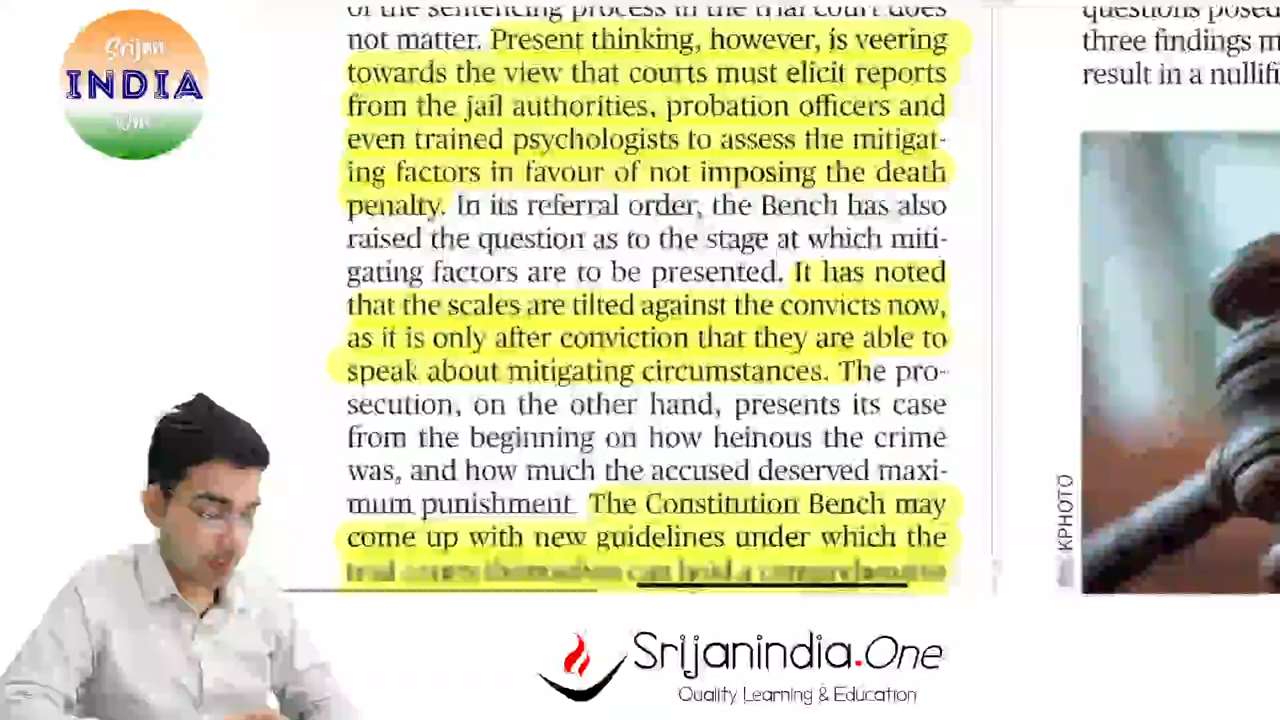 Srijan
INDIA
One
of the sentencing process in the trial court does
not matter. Present thinking, however, is veering
towards the view that courts must elicit reports
from the jail authorities, probation officers and
even trained psychologists to assess the mitigat-
ing factors in favour of not imposing the death
penalty. In its referral order, the Bench has also
raised the question as to the stage at which miti-
gating factors are to be presented. It has noted
that the scales are tilted against the convicts now,
as it is only after conviction that they are able to
speak about mitigating circumstances. The pro-
secution, on the other hand, presents its case
from the beginning on how heinous the crime
was, and how much the accused deserved maxi-
mum punishment. The Constitution Bench may
come up with new guidelines under which the
trial courts themselves can hold a comprehensive
questions posed
three findings
result in a
KPHOTO
Srijanindia.One
Quality Learning & Education